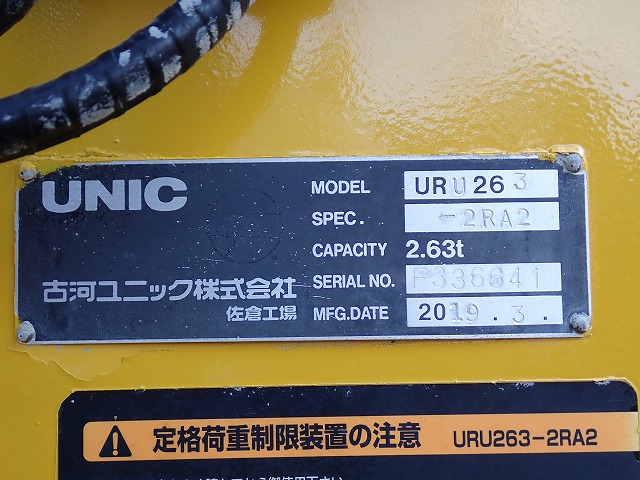 UNIC
MODEL URU263
SPEC. -2RA2
CAPACITY 2.63t
古河ユニック株式会社
SERIAL NO. F336641
佐倉工場
MFG.DATE 2019.3.
定格荷重制限装置の注意 URU263-2RA2